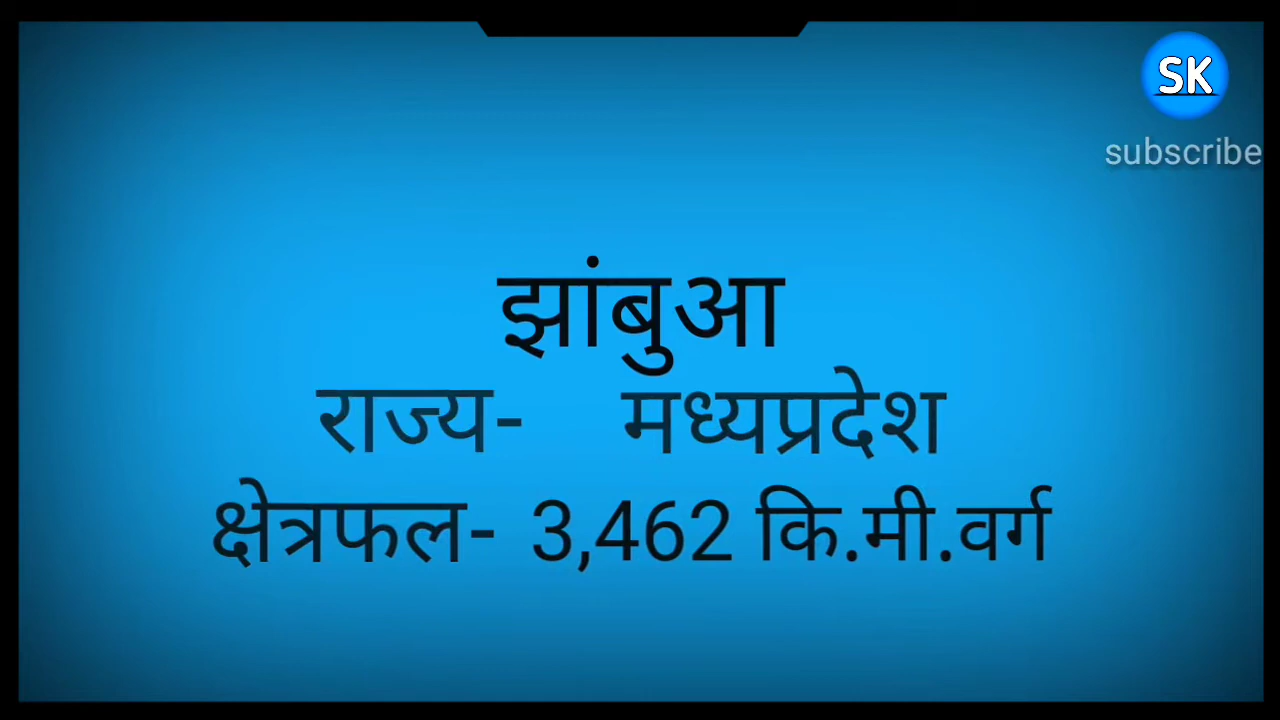 SK
subscribe
झांबुआ
राज्य- मध्यप्रदेश
क्षेत्रफल- 3,462 कि.मी.वर्ग